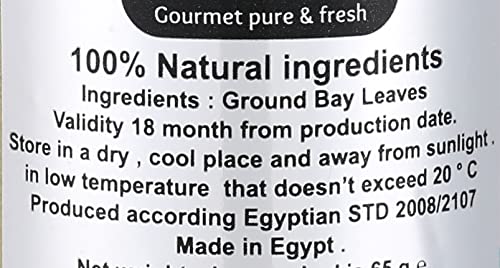 Gourmet pure & fresh
100% Natural ingredients
Ingredients : Ground Bay Leaves
Validity 18 month from production date.
Store in a dry , cool place and away from sunlight.
in low temperature that doesn't exceed 20 °C
Produced according Egyptian STD 2008/2107
Made in Egypt .
65 g e